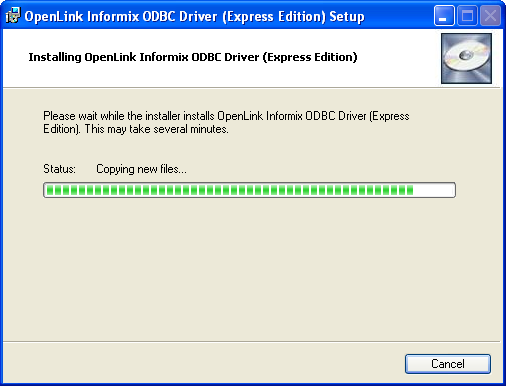 OpenLink Informix ODBC Driver (Express Edition) Setup
Installing OpenLink Informix ODBC Driver (Express Edition)
Please wait while the installer installs OpenLink Informix ODBC Driver (Express
Edition). This may take several minutes.
Status: Copying new files...
Cancel